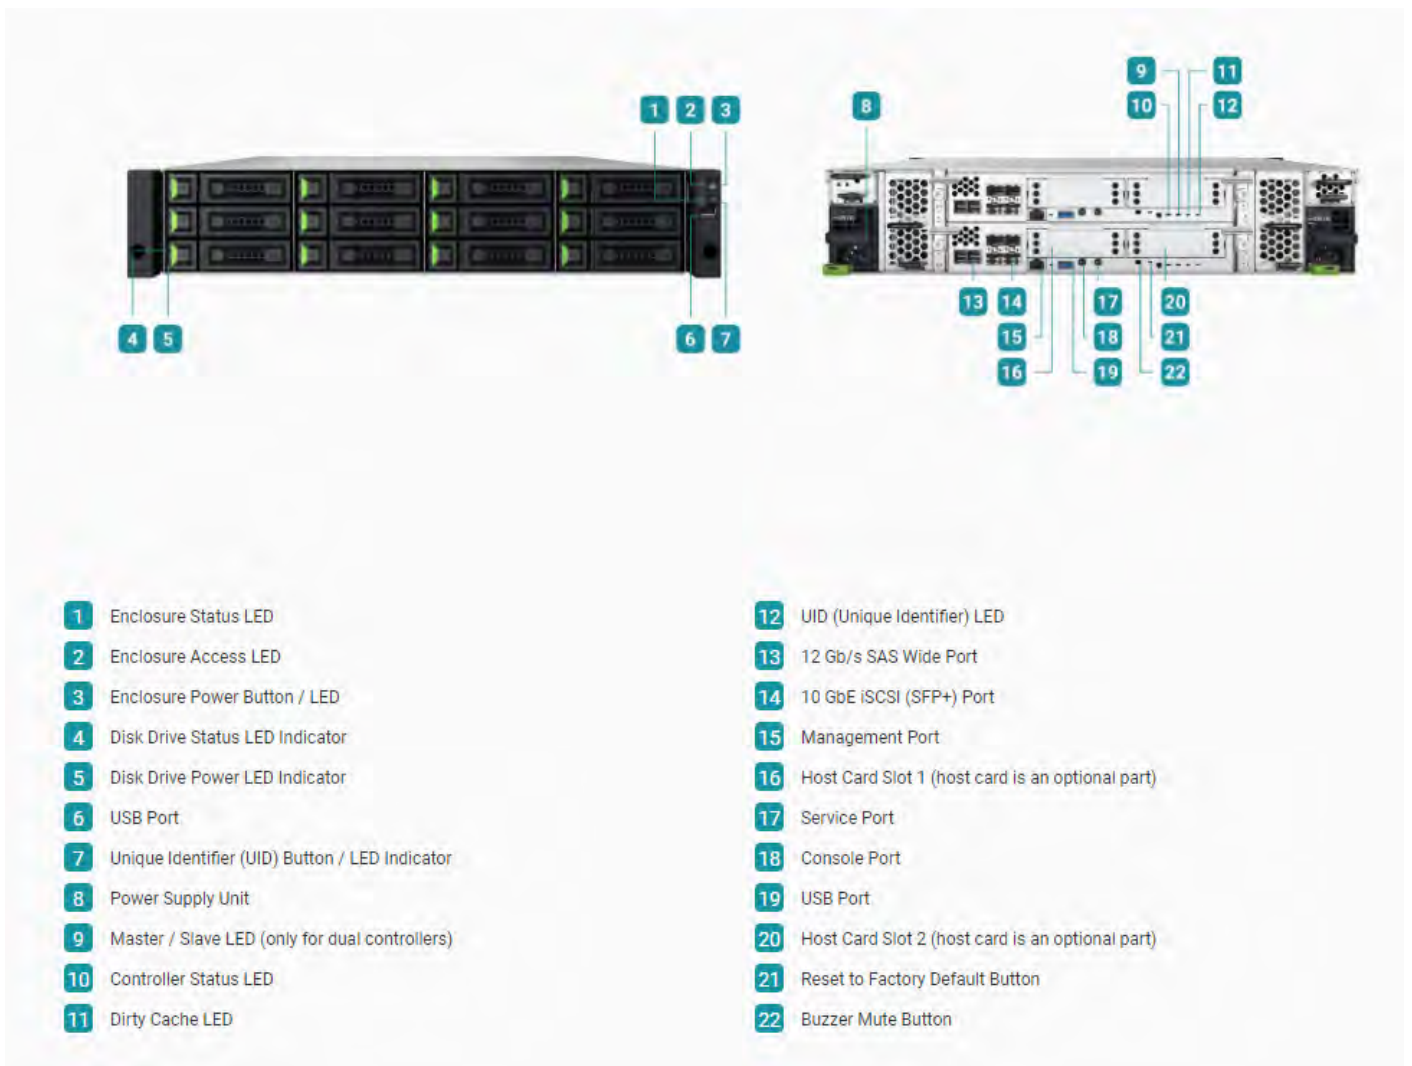 1 2 3
4 5
6 7
8
9 11
10 12
13 14 17 20
15 18 21
16 19 22
1 Enclosure Status LED
2 Enclosure Access LED
3 Enclosure Power Button / LED
4 Disk Drive Status LED Indicator
5 Disk Drive Power LED Indicator
6 USB Port
7 Unique Identifier (UID) Button / LED Indicator
8 Power Supply Unit
9 Master / Slave LED (only for dual controllers)
10 Controller Status LED
11 Dirty Cache LED
12 UID (Unique Identifier) LED
13 12 Gb/s SAS Wide Port
14 10 GbE iSCSI (SFP+) Port
15 Management Port
16 Host Card Slot 1 (host card is an optional part)
17 Service Port
18 Console Port
19 USB Port
20 Host Card Slot 2 (host card is an optional part)
21 Reset to Factory Default Button
22 Buzzer Mute Button